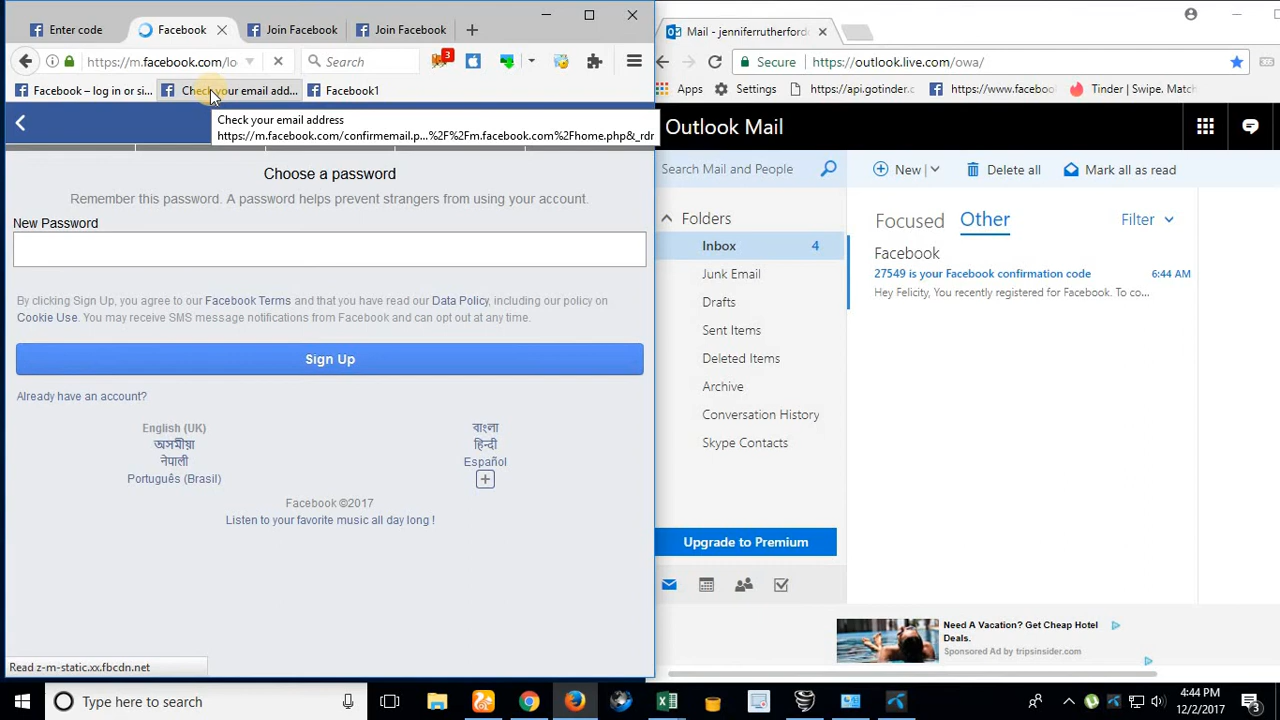 Enter code
Facebook
Join Facebook
Join Facebook
https://m.facebook.com/lo
Search
3
Facebook – log in or si...
Check your email add...
Facebook1
Check your email address
https://m.facebook.com/confirmemail.p...%2F%2Fm.facebook.com%2Fhome.php&_rdr
Choose a password
Remember this password. A password helps prevent strangers from using your account.
New Password
By clicking Sign Up, you agree to our Facebook Terms and that you have read our Data Policy, including our policy on
Cookie Use. You may receive SMS message notifications from Facebook and can opt out at any time.
Sign Up
Already have an account?
English (UK)
বাংলা
অসমীয়া
हिन्दी
नेपाली
Español
Português (Brasil)
Facebook ©2017
Listen to your favorite music all day long !
Read z-m-static.xx.fbcdn.net
Mail - jenniferrutherford
Secure
https://outlook.live.com/owa/
Apps
Settings
https://api.gotinder.c
https://www.facebo
Tinder | Swipe. Match
Outlook Mail
Search Mail and People
New
Delete all
Mark all as read
Folders
Inbox 4
Junk Email
Drafts
Sent Items
Deleted Items
Archive
Conversation History
Skype Contacts
Upgrade to Premium
Focused Other
Filter
Facebook
27549 is your Facebook confirmation code 6:44 AM
Hey Felicity, You recently registered for Facebook. To co...
Need A Vacation? Get Cheap Hotel
Deals.
Sponsored Ad by tripsinsider.com
Type here to search
4:44 PM
12/2/2017
3